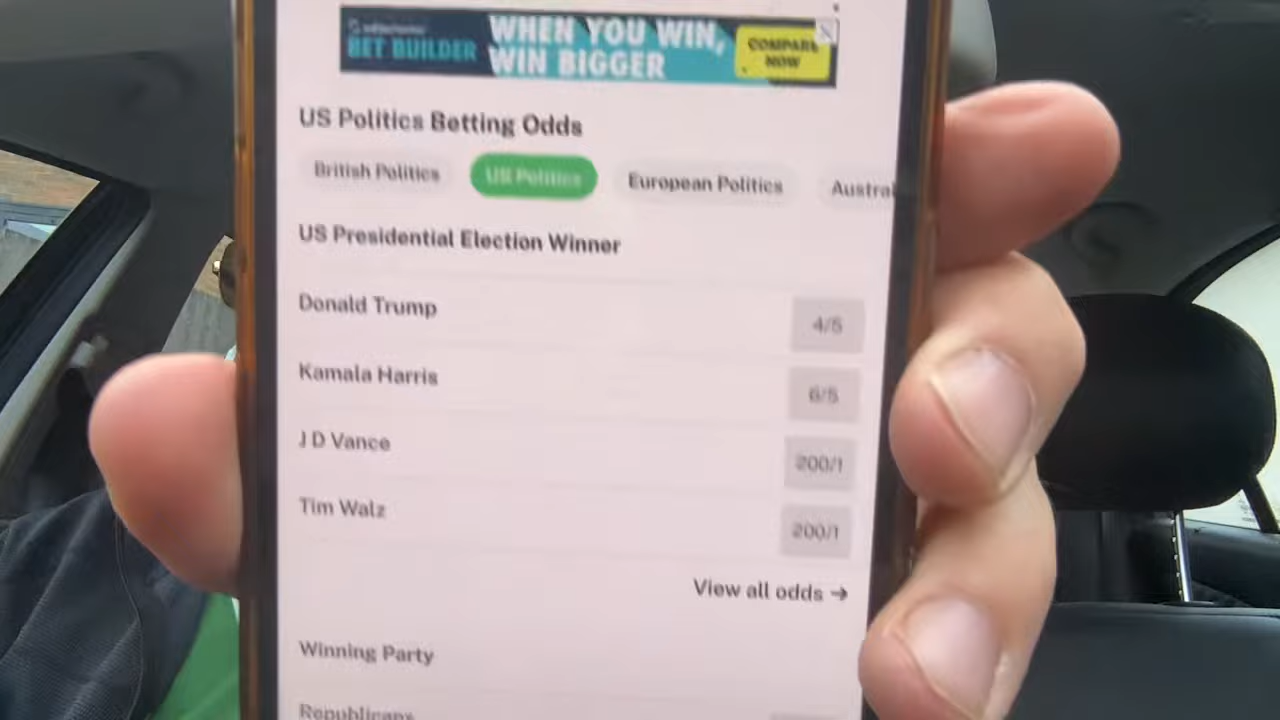 BET BUILDER
WHEN YOU WIN,
WIN BIGGER
COMPARE
NOW
US Politics Betting Odds
British Politics
US Politics
European Politics
Austral
US Presidential Election Winner
Donald Trump
4/5
Kamala Harris
6/5
J D Vance
200/1
Tim Walz
200/1
View all odds →
Winning Party
Republicans